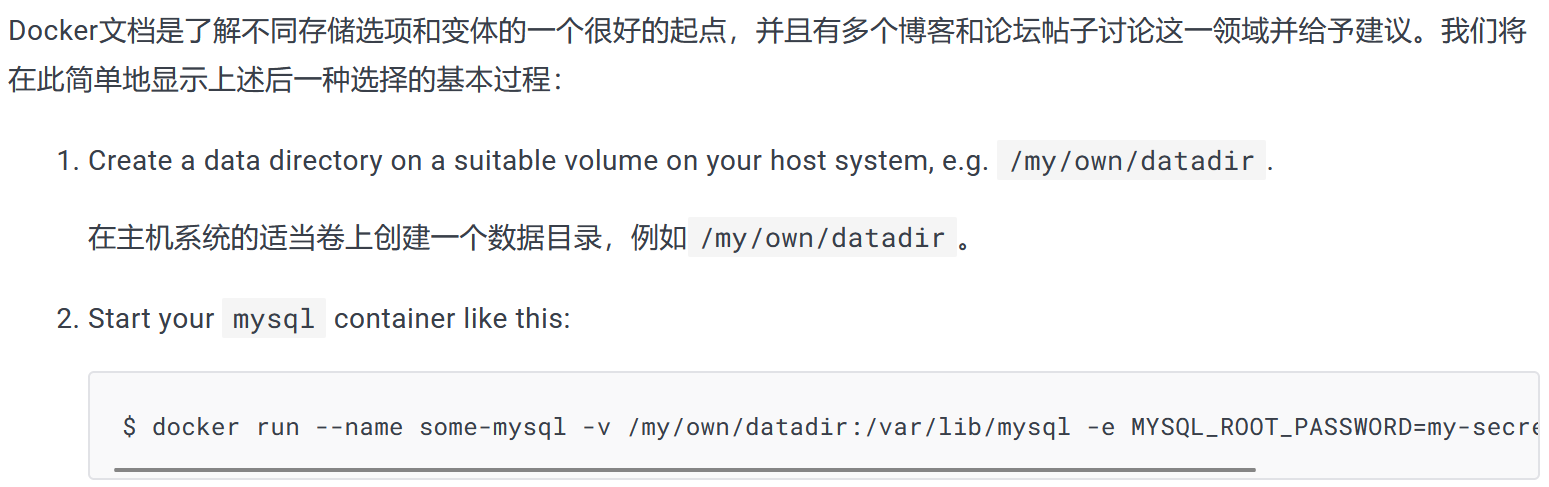 Docker文档是了解不同存储选项和变体的一个很好的起点，并且有多个博客和论坛帖子讨论这一领域并给予建议。我们将
在此简单地显示上述后一种选择的基本过程：
1. Create a data directory on a suitable volume on your host system, e.g. /my/own/datadir.
在主机系统的适当卷上创建一个数据目录，例如 /my/own/datadir 。
2. Start your mysql container like this:
$ docker run --name some-mysql -v /my/own/datadir:/var/lib/mysql -e MYSQL_ROOT_PASSWORD=my-secre